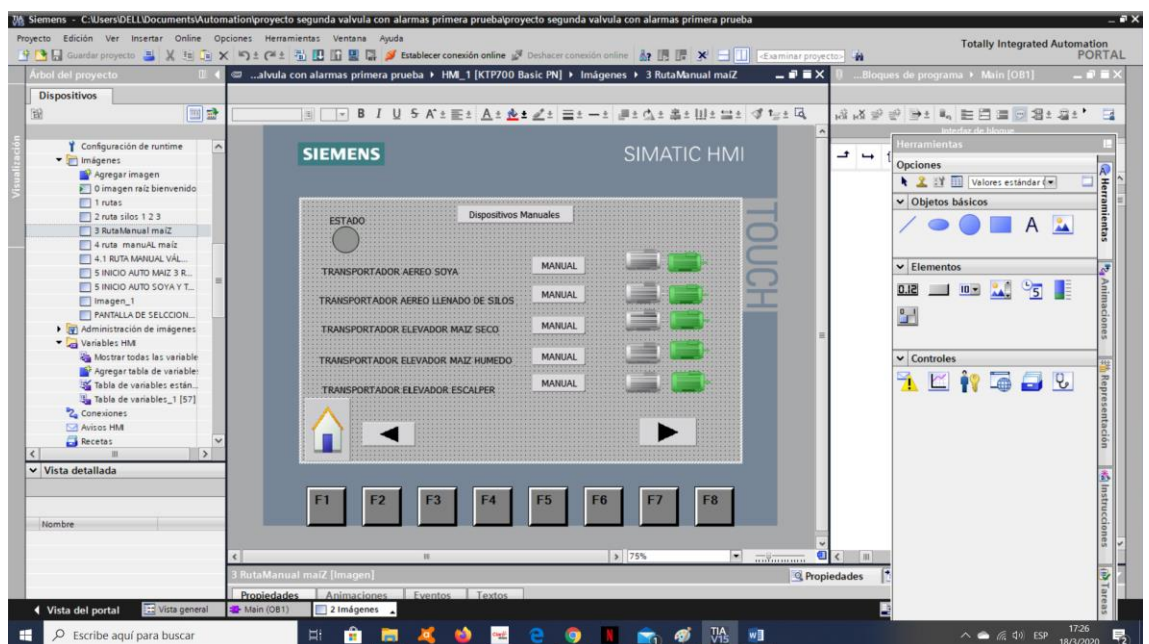 Siemens - C:\Users\DELL\Documents\Automation\proyecto segunda valvula con alarmas primera prueba\proyecto segunda valvula con alarmas primera prueba
Proyecto Edición Ver Insertar Online Opciones Herramientas Ventana Ayuda
Guardar proyecto
Establecer conexión online
Deshacer conexión online
<Examinar proyecto>
Totally Integrated Automation
PORTAL
Árbol del proyecto
...alvula con alarmas primera prueba HMI_1 [KTP700 Basic PN] Imágenes 3 RutaManual maiZ
...Bloques de programa Main [OB1]
Dispositivos
Visualización
Configuración de runtime
Imágenes
Agregar imagen
0 imagen raíz bienvenido
1 rutas
2 ruta silos 1 2 3
3 RutaManual maiZ
4 ruta manuAL maíz
4.1 RUTA MANUAL VÁL...
5 INICIO AUTO MAIZ 3 R...
5 INICIO AUTO SOYA Y T...
Imagen_1
PANTALLA DE SELCCION...
Administración de imágenes
Variables HMI
Mostrar todas las variable
Agregar tabla de variable
Tabla de variables están...
Tabla de variables_1 [57]
Conexiones
Avisos HMI
Recetas
Vista detallada
Nombre
B I U S A
SIEMENS
SIMATIC HMI
TOUCH
ESTADO
Dispositivos Manuales
TRANSPORTADOR AEREO SOYA MANUAL
TRANSPORTADOR AEREO LLENADO DE SILOS MANUAL
TRANSPORTADOR ELEVADOR MAIZ SECO MANUAL
TRANSPORTADOR ELEVADOR MAIZ HUMEDO MANUAL
TRANSPORTADOR ELEVADOR ESCALPER MANUAL
F1 F2 F3 F4 F5 F6 F7 F8
75%
3 RutaManual maiZ [Imagen]
Propiedades
Propiedades Animaciones Eventos Textos
Interfaz de bloque
Herramientas
Opciones
Valores estándar
Objetos básicos
A
Elementos
0.12
10
5
Controles
Herramientas
Animaciones
Representación
Instrucciones
Tareas
Vista del portal
Vista general
Main (OB1)
2 Imágenes
Escribe aquí para buscar
TIA V15
ESP
17:26
18/3/2020